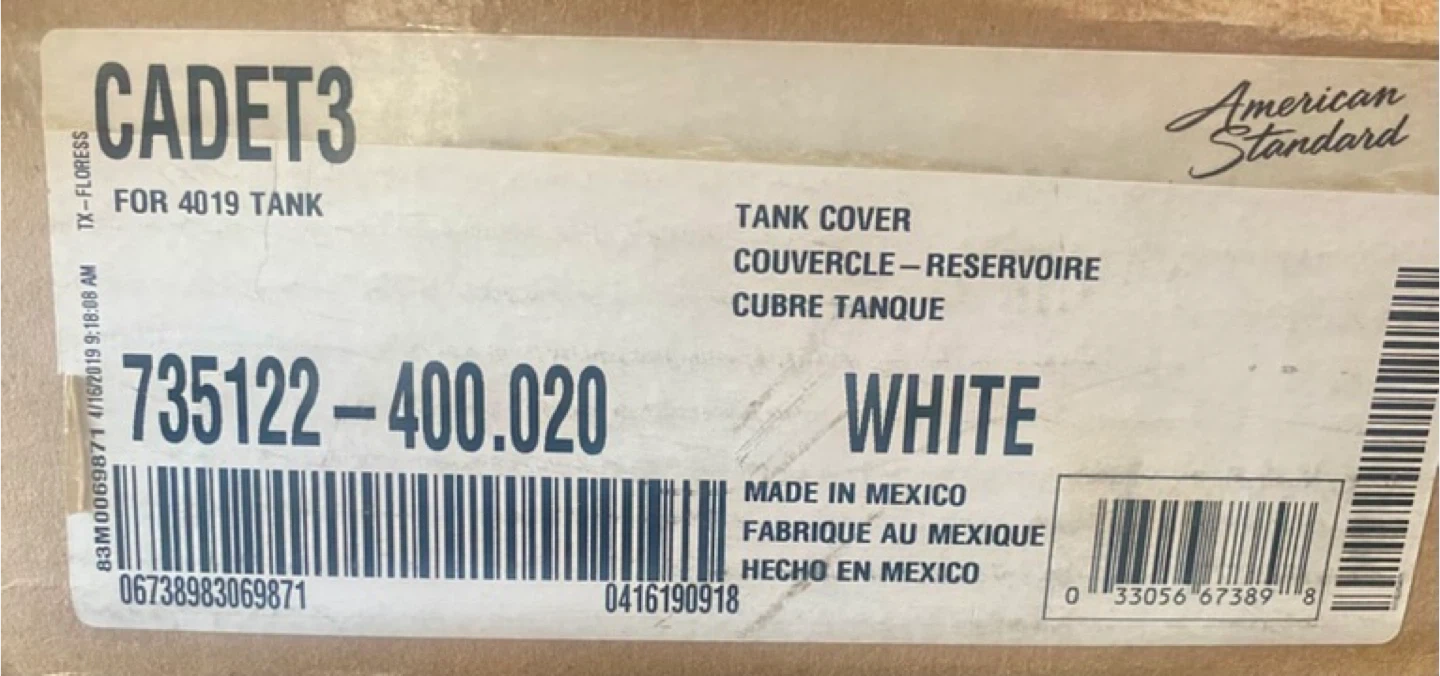 CADET3
American
Standard
FOR 4019 TANK
TANK COVER
COUVERCLE – RESERVOIRE
CUBRE TANQUE
735122 – 400.020
WHITE
MADE IN MEXICO
FABRIQUE AU MEXIQUE
HECHO EN MEXICO
06738983069871
0416190918
0 33056 67389 8
83M0069871 4/16/2019 9:18:08 AM TX – FLORESS